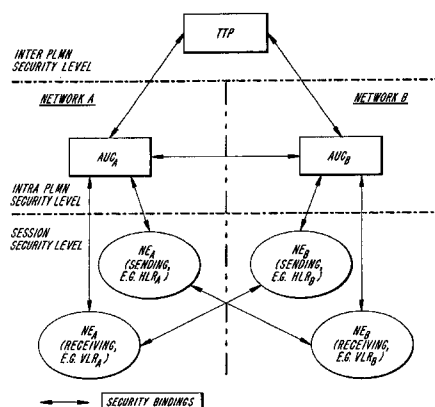 TTP
INTER PLMN
SECURITY LEVEL
NETWORK A
NETWORK B
AUCA
AUCB
INTRA PLMN
SECURITY LEVEL
SESSION
SECURITY LEVEL
NEA
(SENDING,
E.G. HLRA)
NEB
(SENDING,
E.G. HLRB)
NEA
(RECEIVING,
E.G. VLRA)
NEB
(RECEIVING,
E.G. VLRB)
SECURITY BINDINGS